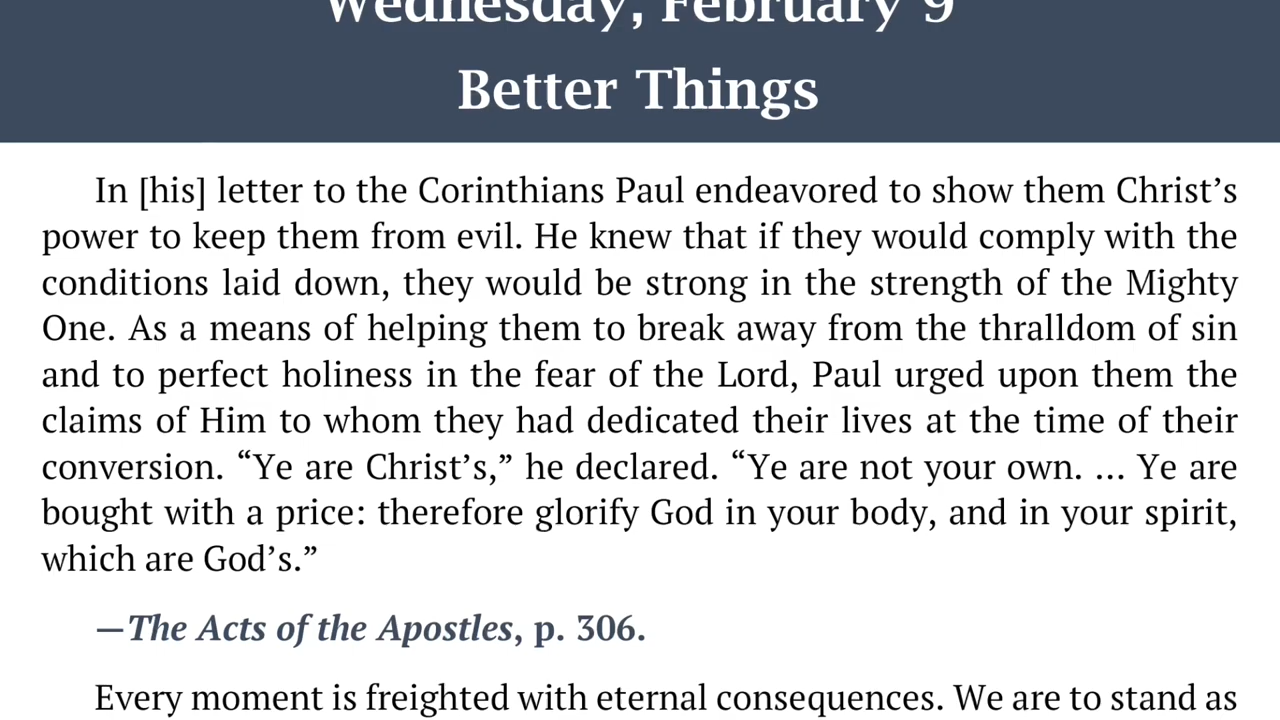 Wednesday, February 9
Better Things
In [his] letter to the Corinthians Paul endeavored to show them Christ’s
power to keep them from evil. He knew that if they would comply with the
conditions laid down, they would be strong in the strength of the Mighty
One. As a means of helping them to break away from the thralldom of sin
and to perfect holiness in the fear of the Lord, Paul urged upon them the
claims of Him to whom they had dedicated their lives at the time of their
conversion. “Ye are Christ’s,” he declared. “Ye are not your own. ... Ye are
bought with a price: therefore glorify God in your body, and in your spirit,
which are God’s.”
—The Acts of the Apostles, p. 306.
Every moment is freighted with eternal consequences. We are to stand as